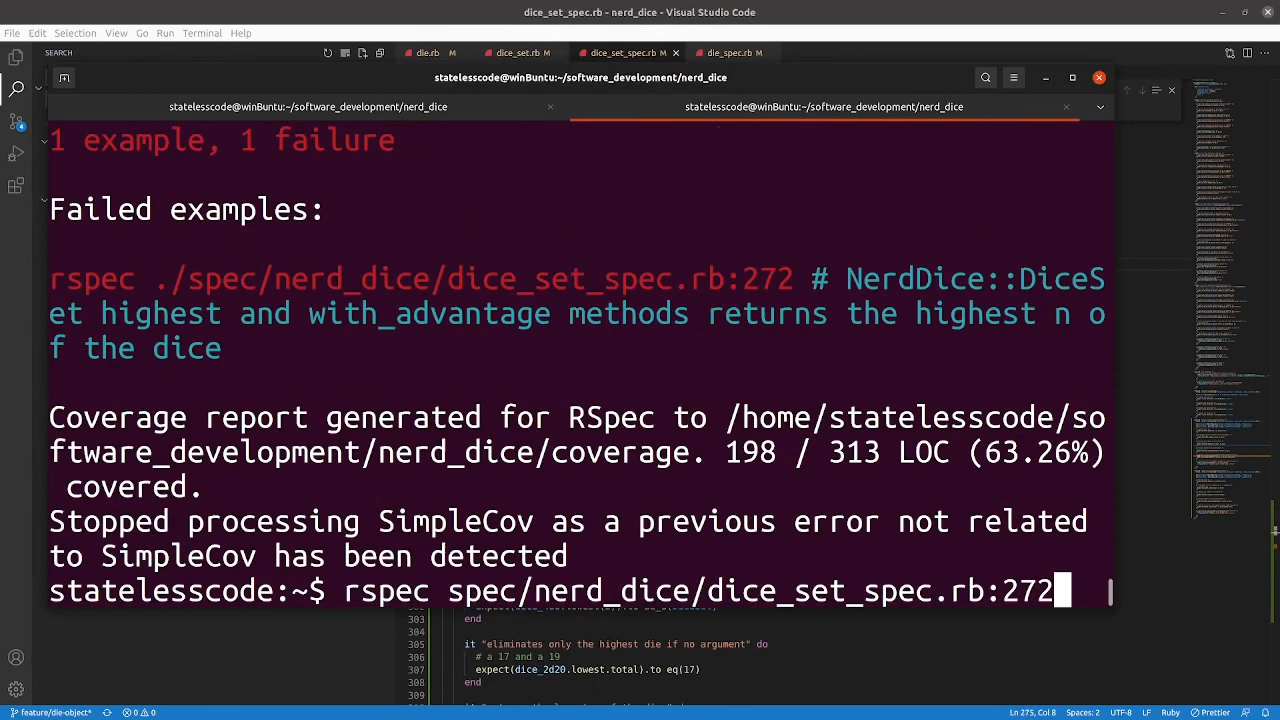 dice_set_spec.rb - nerd_dice - Visual Studio Code
File Edit Selection View Go Run Terminal Help
SEARCH
die.rb M
dice_set.rb M
dice_set_spec.rb M
die_spec.rb M
statelesscode@winBuntu:~/software_development/nerd_dice
statelesscode@winBuntu:~/software_development/nerd_dice
statelesscode@winBuntu:~/software_development/nerd_dice
1 example, 1 failure
Failed examples:
rspec ./spec/nerd_dice/dice_set_spec.rb:272 # NerdDice::DiceS
et highest and with_advantage methods returns the highest n o
f the dice
Coverage report generated for RSpec to /home/statelesscode/so
ftware_development/nerd_dice/coverage. 198 / 313 LOC (63.26%)
 covered.
Stopped processing SimpleCov as a previous error not related
to SimpleCov has been detected
statelesscode:~$ rspec spec/nerd_dice/dice_set_spec.rb:272
303 end
304
305 it "eliminates only the highest die if no argument" do
306 # a 17 and a 19
307 expect(dice_2d20.lowest.total).to eq(17)
308 end
309
4
feature/die-object*
0 0
Ln 275, Col 8
Spaces: 2
UTF-8
LF
Ruby
Prettier